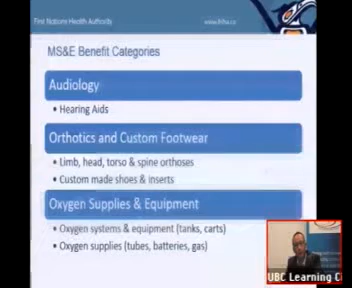 First Nations Health Authority
www.fnha.ca
MS&E Benefit Categories
Audiology
• Hearing Aids
Orthotics and Custom Footwear
• Limb, head, torso & spine orthoses
• Custom made shoes & inserts
Oxygen Supplies & Equipment
• Oxygen systems & equipment (tanks, carts)
• Oxygen supplies (tubes, batteries, gas)
UBC Learning C